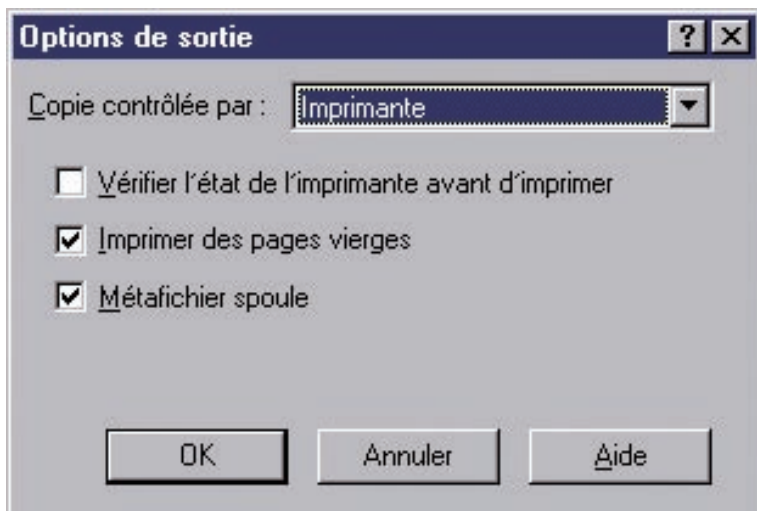 Options de sortie
Copie contrôlée par : Imprimante
Vérifier l'état de l'imprimante avant d'imprimer
Imprimer des pages vierges
Métafichier spoule
OK Annuler Aide